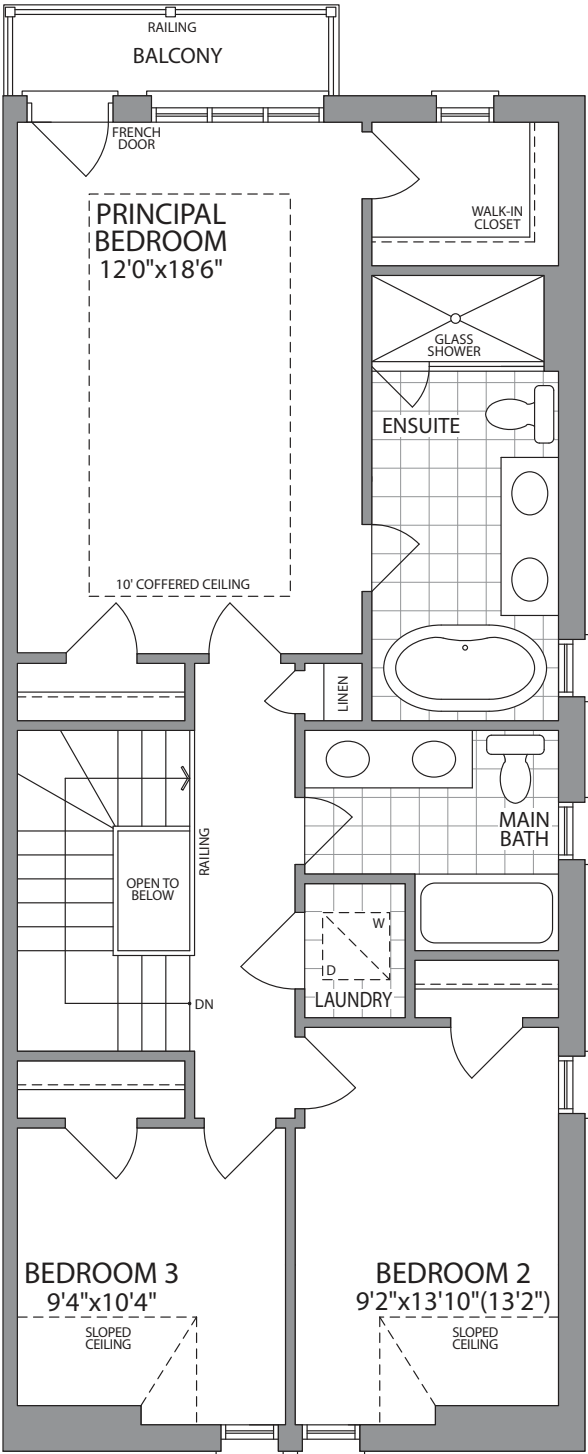 RAILING
BALCONY
FRENCH
DOOR
PRINCIPAL
BEDROOM
12'0"x18'6"
WALK-IN
CLOSET
GLASS
SHOWER
ENSUITE
10' COFFERED CEILING
LINEN
MAIN
BATH
RAILING
OPEN TO
BELOW
W
D
LAUNDRY
DN
BEDROOM 3
9'4"x10'4"
SLOPED
CEILING
BEDROOM 2
9'2"x13'10"(13'2")
SLOPED
CEILING